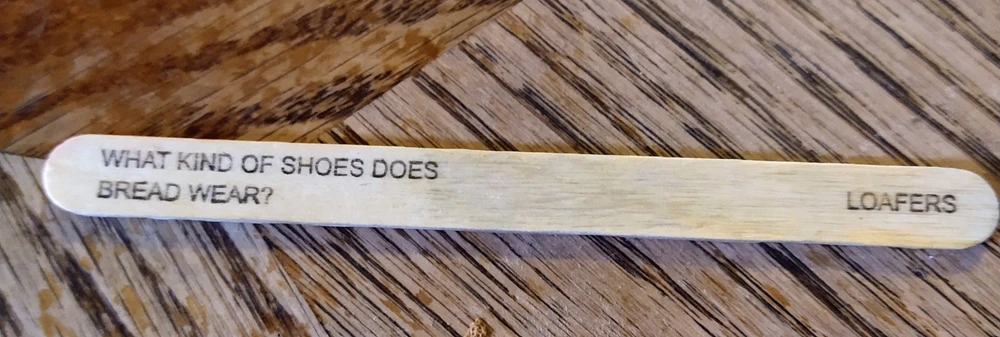 WHAT KIND OF SHOES DOES
BREAD WEAR?
LOAFERS